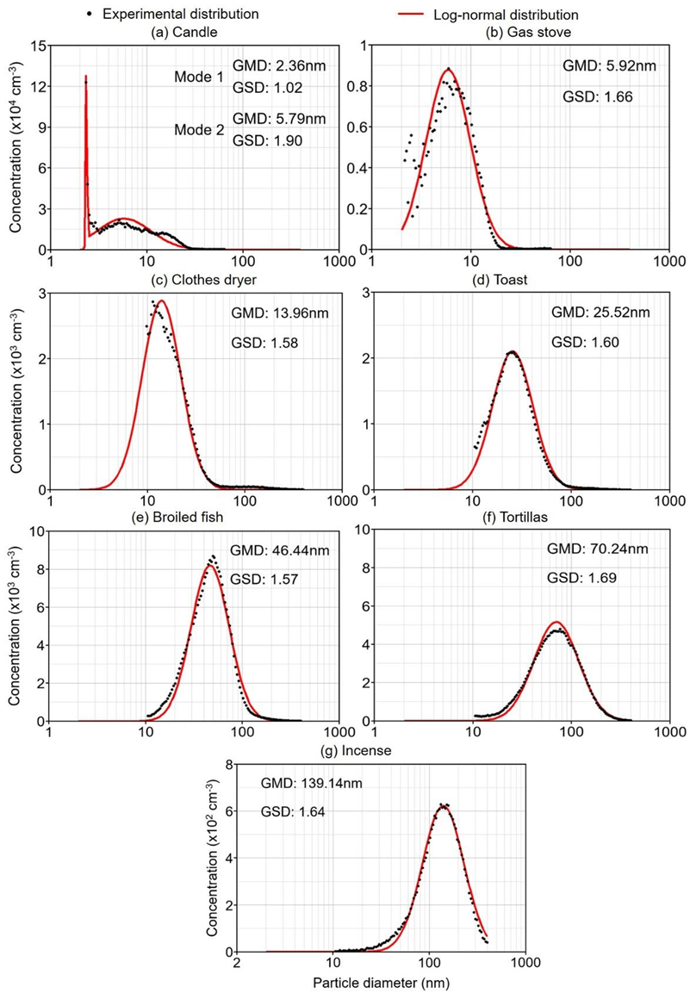 Experimental distribution
Log-normal distribution
(a) Candle
(b) Gas stove
Concentration (x10⁴ cm⁻³)
15
12
9
6
3
0
1
10
100
1000
Mode 1
GMD: 2.36nm
GSD: 1.02
Mode 2
GMD: 5.79nm
GSD: 1.90
1
0.8
0.6
0.4
0.2
0
1
10
100
1000
GMD: 5.92nm
GSD: 1.66
(c) Clothes dryer
(d) Toast
Concentration (x10³ cm⁻³)
3
2
1
0
1
10
100
1000
GMD: 13.96nm
GSD: 1.58
3
2
1
0
1
10
100
1000
GMD: 25.52nm
GSD: 1.60
(e) Broiled fish
(f) Tortillas
Concentration (x10³ cm⁻³)
10
8
6
4
2
0
1
10
100
1000
GMD: 46.44nm
GSD: 1.57
10
8
6
4
2
0
1
10
100
1000
GMD: 70.24nm
GSD: 1.69
(g) Incense
Concentration (x10² cm⁻³)
8
6
4
2
0
2
10
100
1000
GMD: 139.14nm
GSD: 1.64
Particle diameter (nm)